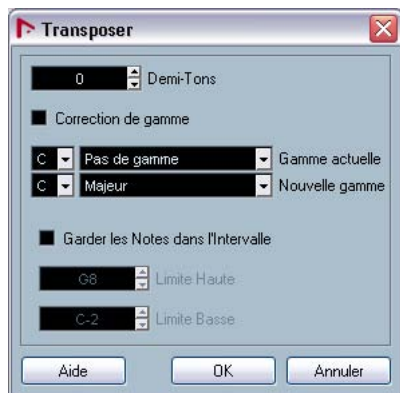 Transposer
0 Demi-Tons
Correction de gamme
C Pas de gamme Gamme actuelle
C Majeur Nouvelle gamme
Garder les Notes dans l'Intervalle
G8 Limite Haute
C-2 Limite Basse
Aide OK Annuler